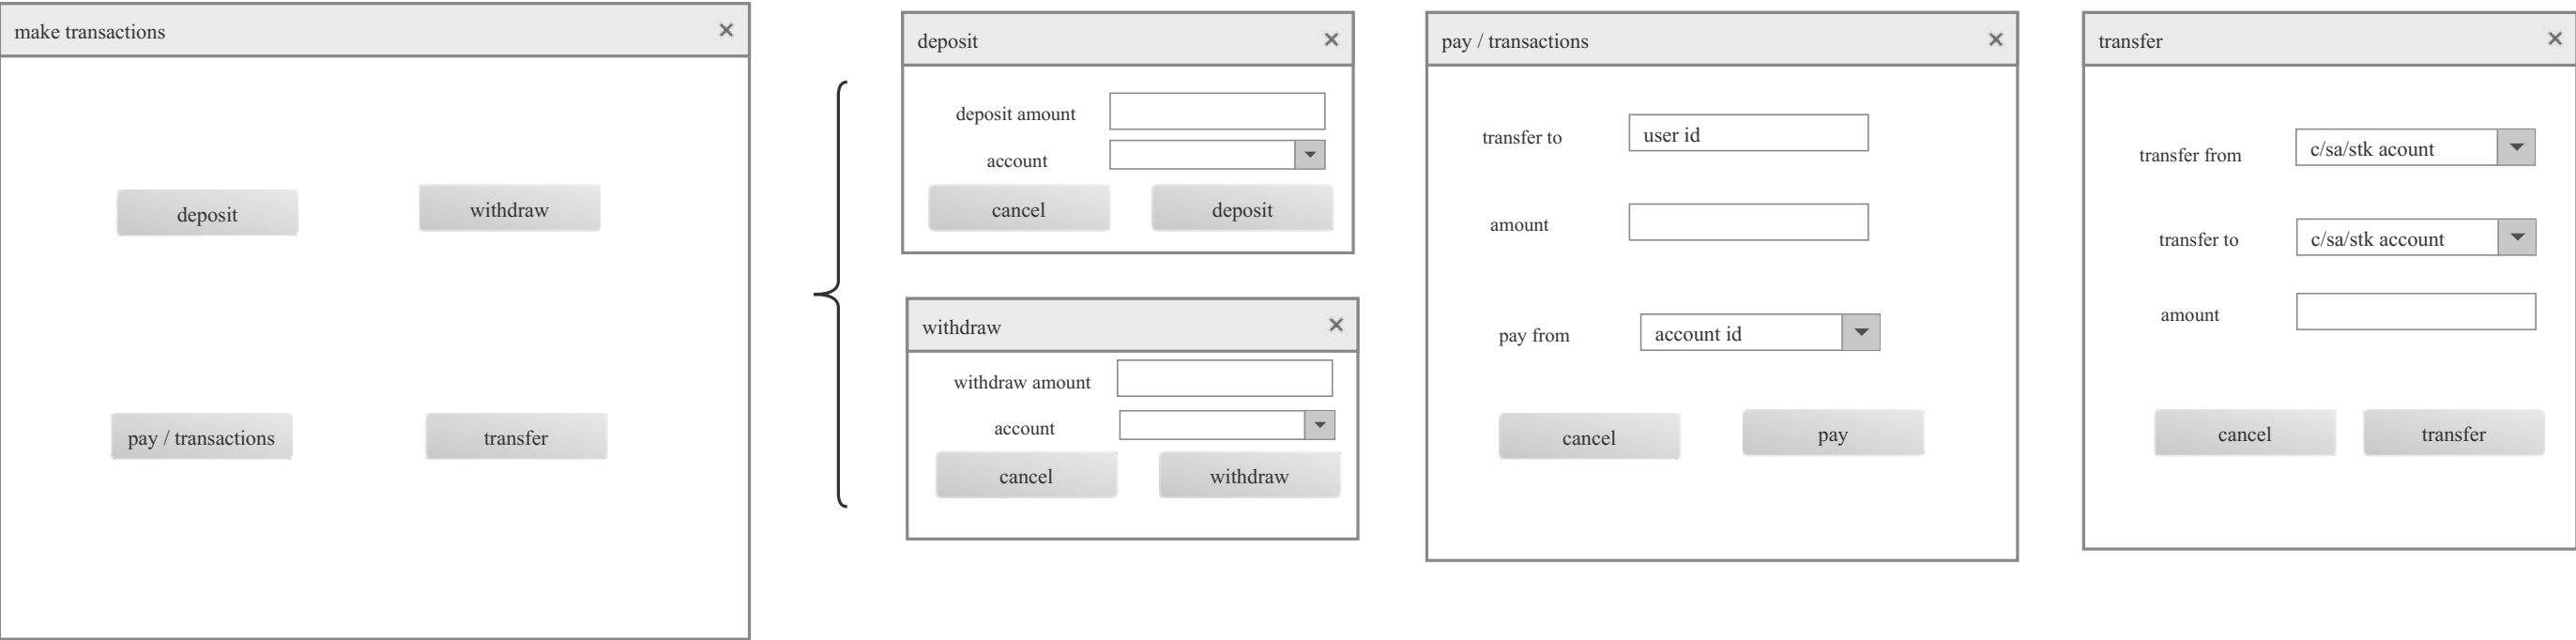 make transactions
deposit
withdraw
pay / transactions
transfer
deposit
deposit amount
account
cancel
deposit
withdraw
withdraw amount
account
cancel
withdraw
pay / transactions
transfer to
user id
amount
pay from
account id
cancel
pay
transfer
transfer from
c/sa/stk acount
transfer to
c/sa/stk account
amount
cancel
transfer